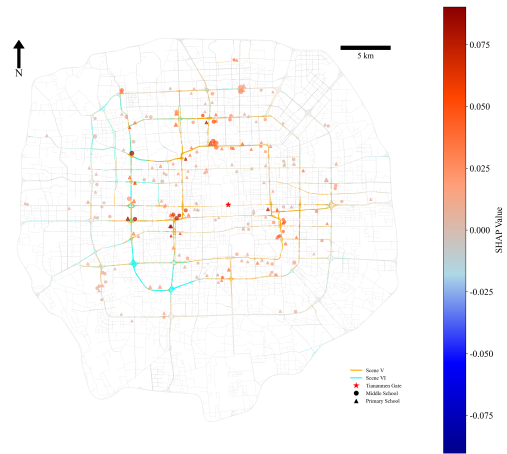 N
5 km
Scene V
Scene VI
Tiananmen Gate
Middle School
Primary School
0.075
0.050
0.025
0.000
-0.025
-0.050
-0.075
SHAP Value